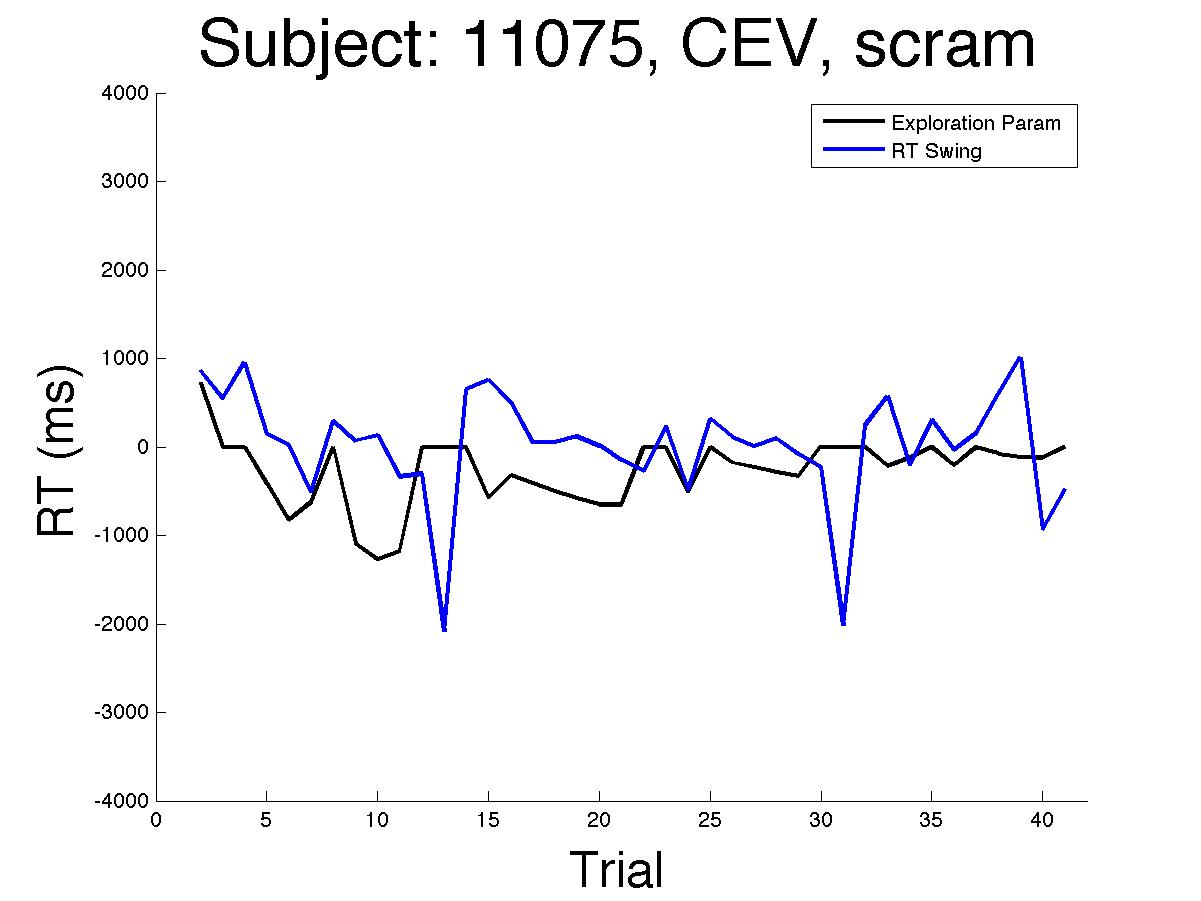 Subject: 11075, CEV, scram
4000
3000
2000
1000
0
-1000
-2000
-3000
-4000
RT (ms)
Exploration Param
RT Swing
0 5 10 15 20 25 30 35 40
Trial